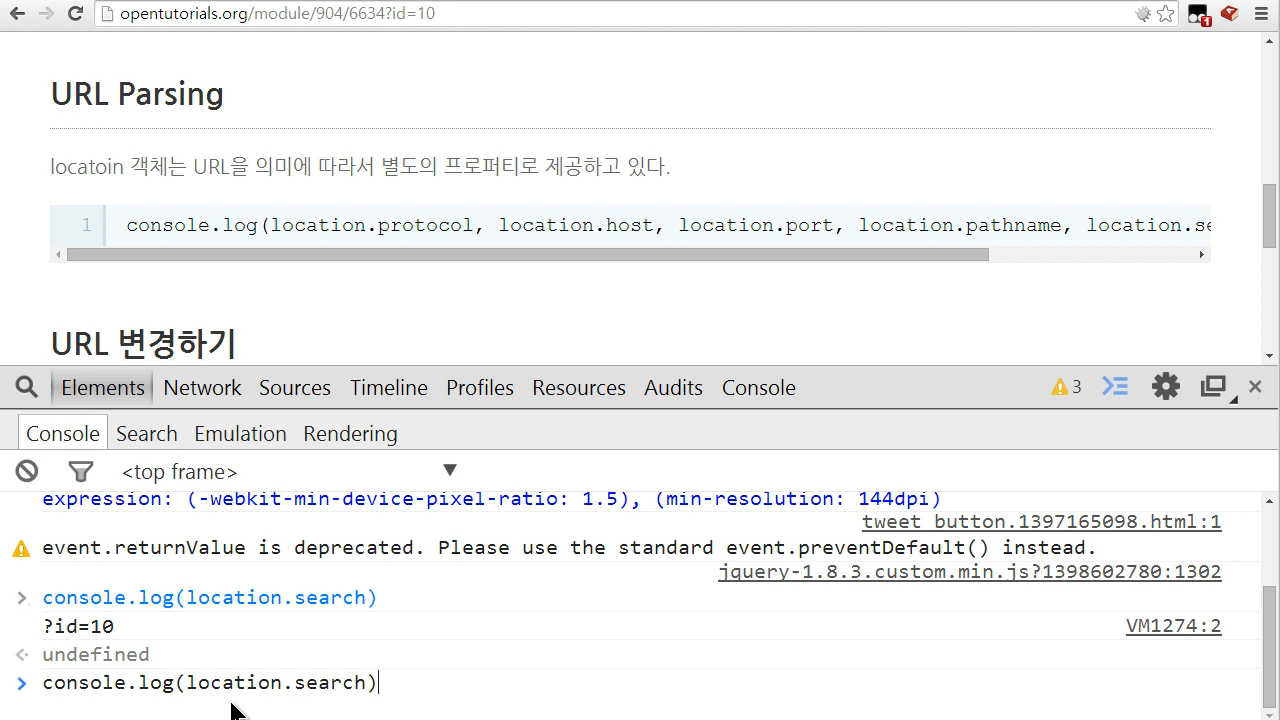 opentutorials.org/module/904/6634?id=10
1
URL Parsing
locatoin 객체는 URL을 의미에 따라서 별도의 프로퍼티로 제공하고 있다.
1 console.log(location.protocol, location.host, location.port, location.pathname, location.se
URL 변경하기
Elements Network Sources Timeline Profiles Resources Audits Console 3
Console Search Emulation Rendering
<top frame>
expression: (-webkit-min-device-pixel-ratio: 1.5), (min-resolution: 144dpi)
tweet_button.1397165098.html:1
event.returnValue is deprecated. Please use the standard event.preventDefault() instead.
jquery-1.8.3.custom.min.js?1398602780:1302
> console.log(location.search)
?id=10 VM1274:2
undefined
> console.log(location.search)